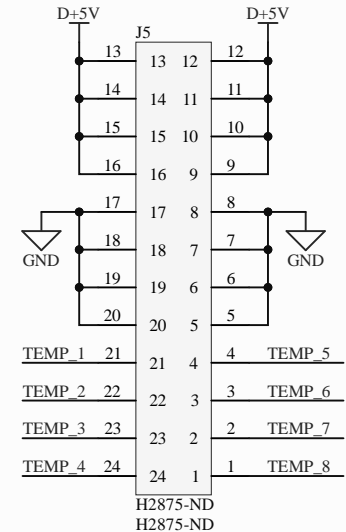 D+5V D+5V
J5
13 13 12 12
14 14 11 11
15 15 10 10
16 16 9 9
17 17 8 8
GND 18 18 7 7 GND
19 19 6 6
20 20 5 5
TEMP_1 21 21 4 4 TEMP_5
TEMP_2 22 22 3 3 TEMP_6
TEMP_3 23 23 2 2 TEMP_7
TEMP_4 24 24 1 1 TEMP_8
H2875-ND
H2875-ND